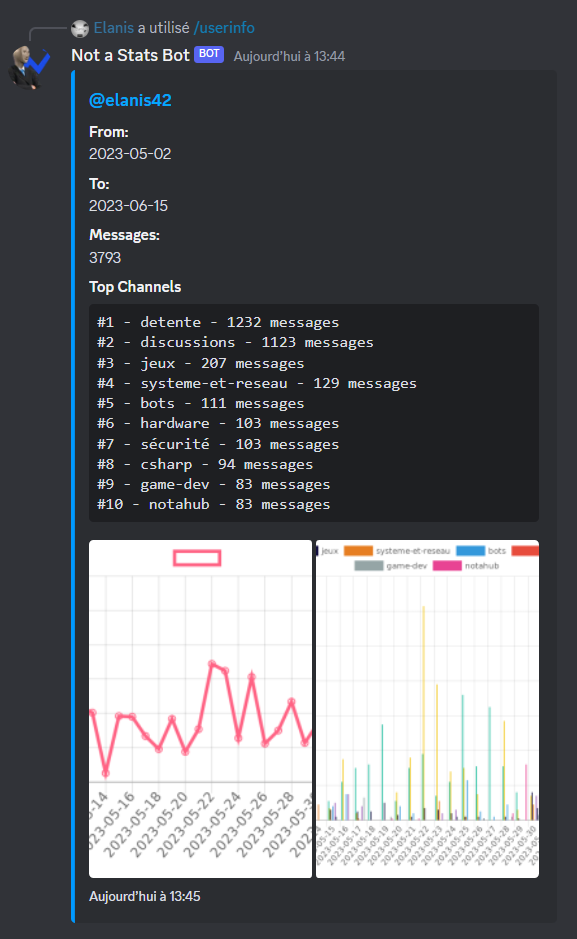 Elanis a utilisé /userinfo
Not a Stats Bot BOT Aujourd'hui à 13:44
@elanis42
From:
2023-05-02
To:
2023-06-15
Messages:
3793
Top Channels
#1 - detente - 1232 messages
#2 - discussions - 1123 messages
#3 - jeux - 207 messages
#4 - systeme-et-reseau - 129 messages
#5 - bots - 111 messages
#6 - hardware - 103 messages
#7 - sécurité - 103 messages
#8 - csharp - 94 messages
#9 - game-dev - 83 messages
#10 - notahub - 83 messages
jeux systeme-et-reseau bots
game-dev notahub
2023-05-16 2023-05-18 2023-05-20 2023-05-22 2023-05-24 2023-05-26 2023-05-28
2023-05-15 2023-05-16 2023-05-17 2023-05-18 2023-05-19 2023-05-20 2023-05-21 2023-05-22 2023-05-23 2023-05-24 2023-05-25 2023-05-26 2023-05-27 2023-05-28 2023-05-29 2023-05-30
Aujourd'hui à 13:45